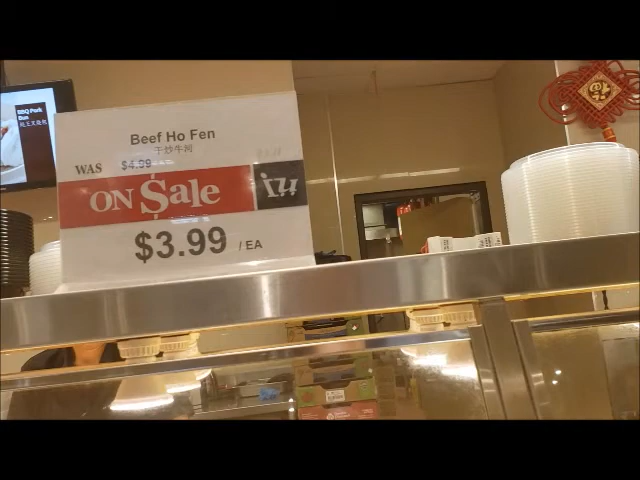 BBQ Pork
Bun
Beef Ho Fen
干炒牛河
WAS $4.99
ON Sale
$3.99 / EA